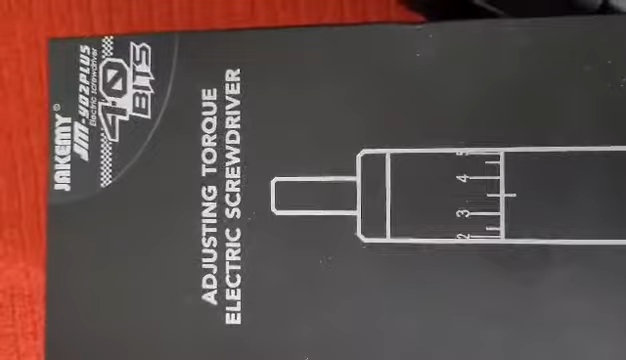 JAKEMY©
JM-Y02PLUS
Electric screwdriver
40
BITS
ADJUSTING TORQUE
ELECTRIC SCREWDRIVER
5
4
3
2